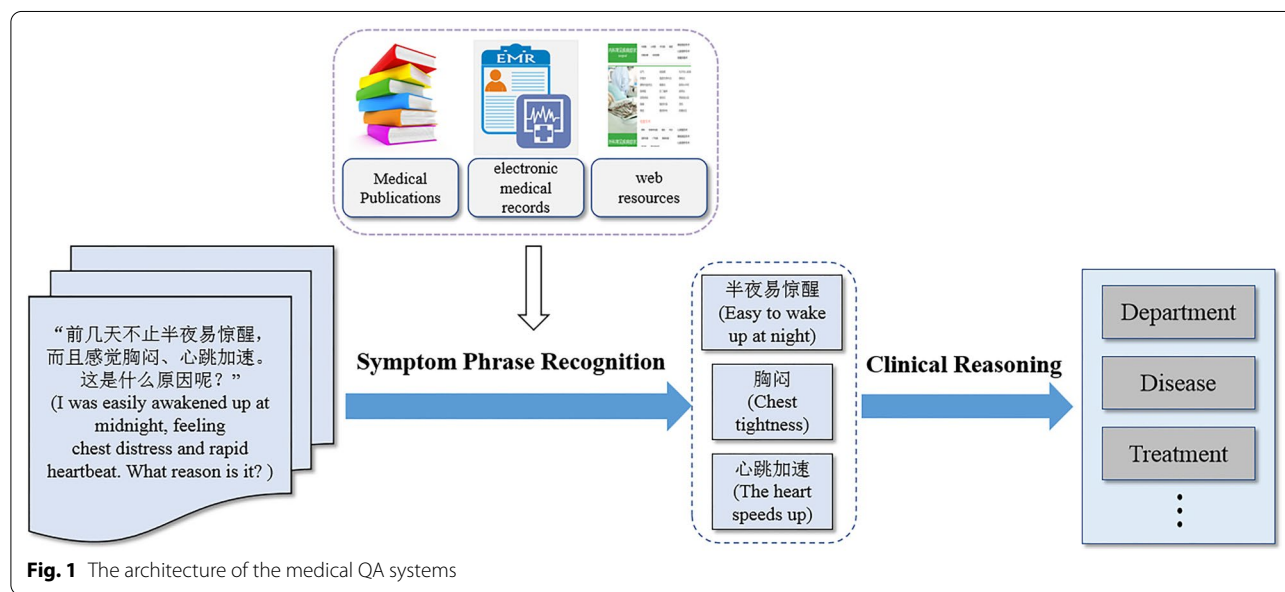 EMR
Medical
Publications
electronic
medical
records
web
resources
“前几天不止半夜易惊醒，
而且感觉胸闷、心跳加速。
这是什么原因呢？”
(I was easily awakened up at
midnight, feeling
chest distress and rapid
heartbeat. What reason is it? )
Symptom Phrase Recognition
半夜易惊醒
(Easy to wake
up at night)
胸闷
(Chest
tightness)
心跳加速
(The heart
speeds up)
Clinical Reasoning
Department
Disease
Treatment
Fig. 1 The architecture of the medical QA systems